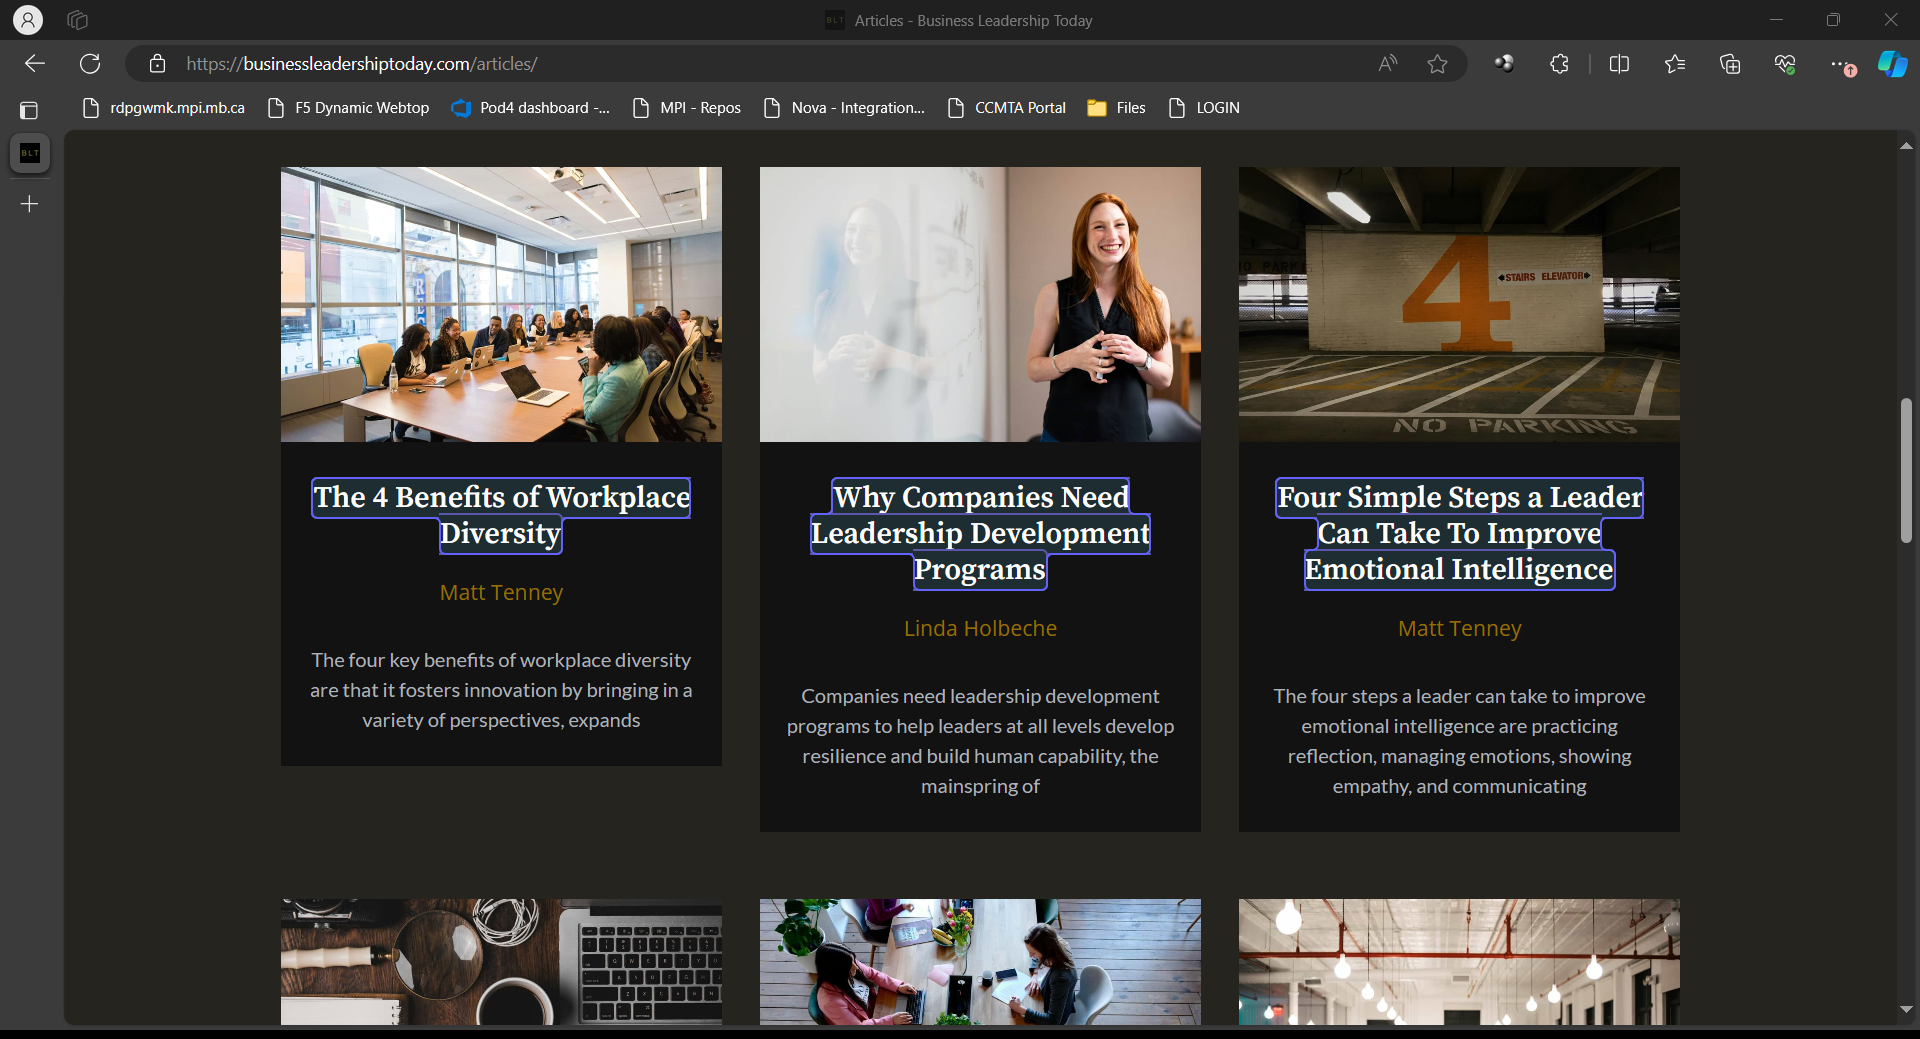 BLT
Articles - Business Leadership Today
https://businessleadershiptoday.com/articles/
rdpgwmk.mpi.mb.ca
F5 Dynamic Webtop
Pod4 dashboard -...
MPI - Repos
Nova - Integration...
CCMTA Portal
Files
LOGIN
BLT
4
STAIRS ELEVATOR
NO PARKING
The 4 Benefits of Workplace
Diversity
Matt Tenney
The four key benefits of workplace diversity
are that it fosters innovation by bringing in a
variety of perspectives, expands
Why Companies Need
Leadership Development
Programs
Linda Holbeche
Companies need leadership development
programs to help leaders at all levels develop
resilience and build human capability, the
mainspring of
Four Simple Steps a Leader
Can Take To Improve
Emotional Intelligence
Matt Tenney
The four steps a leader can take to improve
emotional intelligence are practicing
reflection, managing emotions, showing
empathy, and communicating